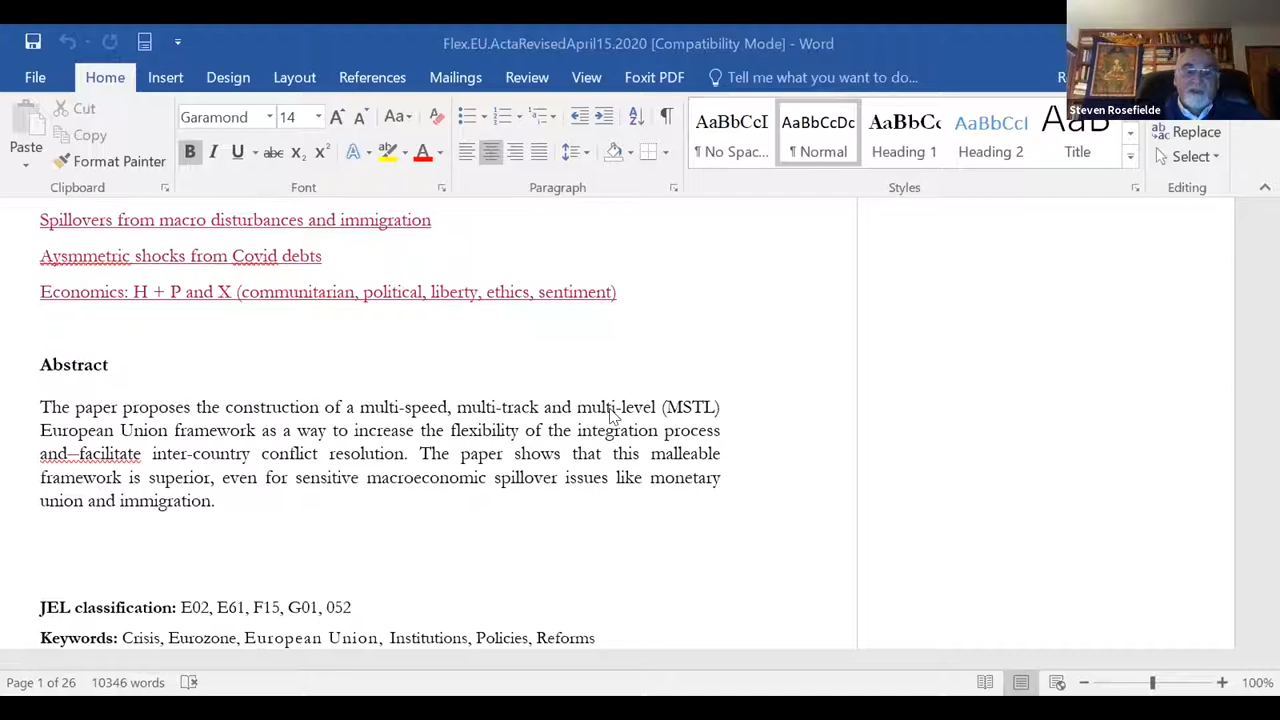 Flex.EU.ActaRevisedApril15.2020 [Compatibility Mode] - Word
File Home Insert Design Layout References Mailings Review View Foxit PDF Tell me what you want to do...
Steven Rosefielde
Cut
Copy
Format Painter
Paste
Clipboard
Garamond 14
Aa
B I U abc X₂ X²
Font
Paragraph
AaBbCcI AaBbCcDc AaBbCc AaBbCcI AaB
¶ No Spac... ¶ Normal Heading 1 Heading 2 Title
Styles
Replace
Select
Editing
Spillovers from macro disturbances and immigration
Aysmmetric shocks from Covid debts
Economics: H + P and X (communitarian, political, liberty, ethics, sentiment)
Abstract
The paper proposes the construction of a multi-speed, multi-track and multi-level (MSTL)
European Union framework as a way to increase the flexibility of the integration process
and–facilitate inter-country conflict resolution. The paper shows that this malleable
framework is superior, even for sensitive macroeconomic spillover issues like monetary
union and immigration.
JEL classification: E02, E61, F15, G01, 052
Keywords: Crisis, Eurozone, European Union, Institutions, Policies, Reforms
Page 1 of 26 10346 words
100%